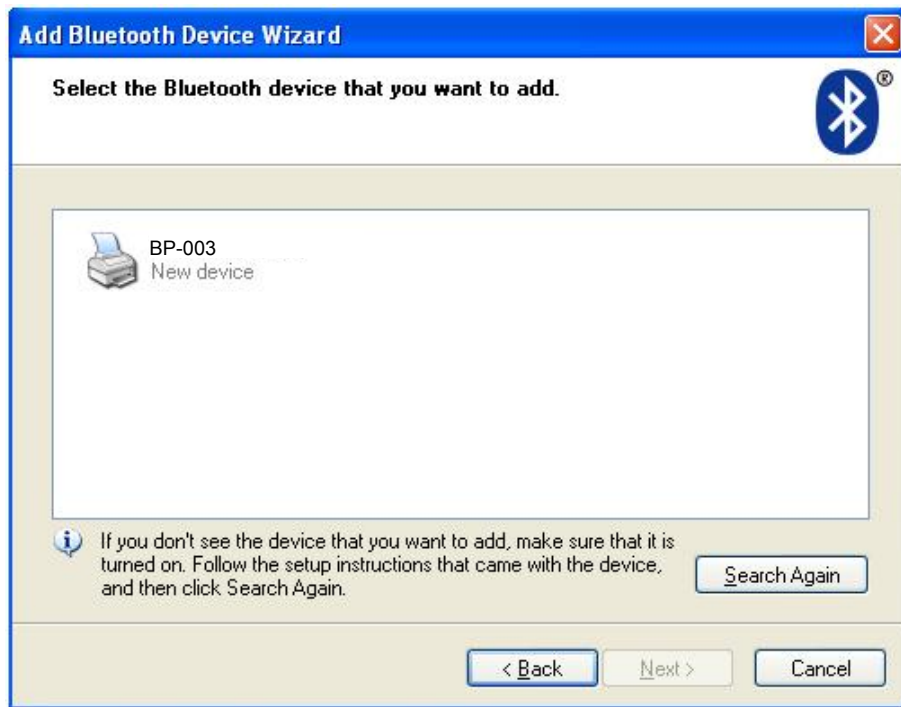 Add Bluetooth Device Wizard
Select the Bluetooth device that you want to add.
®
BP-003
New device
If you don't see the device that you want to add, make sure that it is
turned on. Follow the setup instructions that came with the device,
and then click Search Again.
Search Again
< Back
Next >
Cancel